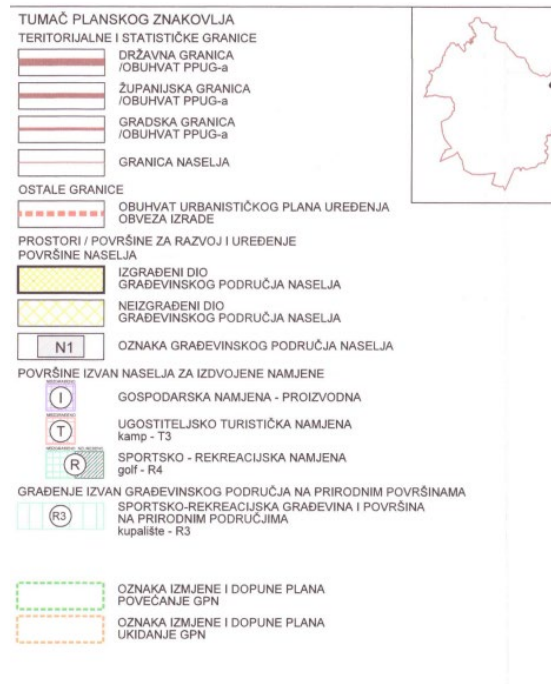 TUMAČ PLANSKOG ZNAKOVLJA
TERITORIJALNE I STATISTIČKE GRANICE
DRŽAVNA GRANICA
/OBUHVAT PPUG-a
ŽUPANIJSKA GRANICA
/OBUHVAT PPUG-a
GRADSKA GRANICA
/OBUHVAT PPUG-a
GRANICA NASELJA
OSTALE GRANICE
OBUHVAT URBANISTIČKOG PLANA UREĐENJA
OBVEZA IZRADE
PROSTORI / POVRŠINE ZA RAZVOJ I UREĐENJE
POVRŠINE NASELJA
IZGRAĐENI DIO
GRAĐEVINSKOG PODRUČJA NASELJA
NEIZGRAĐENI DIO
GRAĐEVINSKOG PODRUČJA NASELJA
N1
OZNAKA GRAĐEVINSKOG PODRUČJA NASELJA
POVRŠINE IZVAN NASELJA ZA IZDVOJENE NAMJENE
I
GOSPODARSKA NAMJENA - PROIZVODNA
T
UGOSTITELJSKO TURISTIČKA NAMJENA
kamp - T3
R
SPORTSKO - REKREACIJSKA NAMJENA
golf - R4
GRAĐENJE IZVAN GRAĐEVINSKOG PODRUČJA NA PRIRODNIM POVRŠINAMA
R3
SPORTSKO-REKREACIJSKA GRAĐEVINA I POVRŠINA
NA PRIRODNIM PODRUČJIMA
kupalište - R3
OZNAKA IZMJENE I DOPUNE PLANA
POVEĆANJE GPN
OZNAKA IZMJENE I DOPUNE PLANA
UKIDANJE GPN